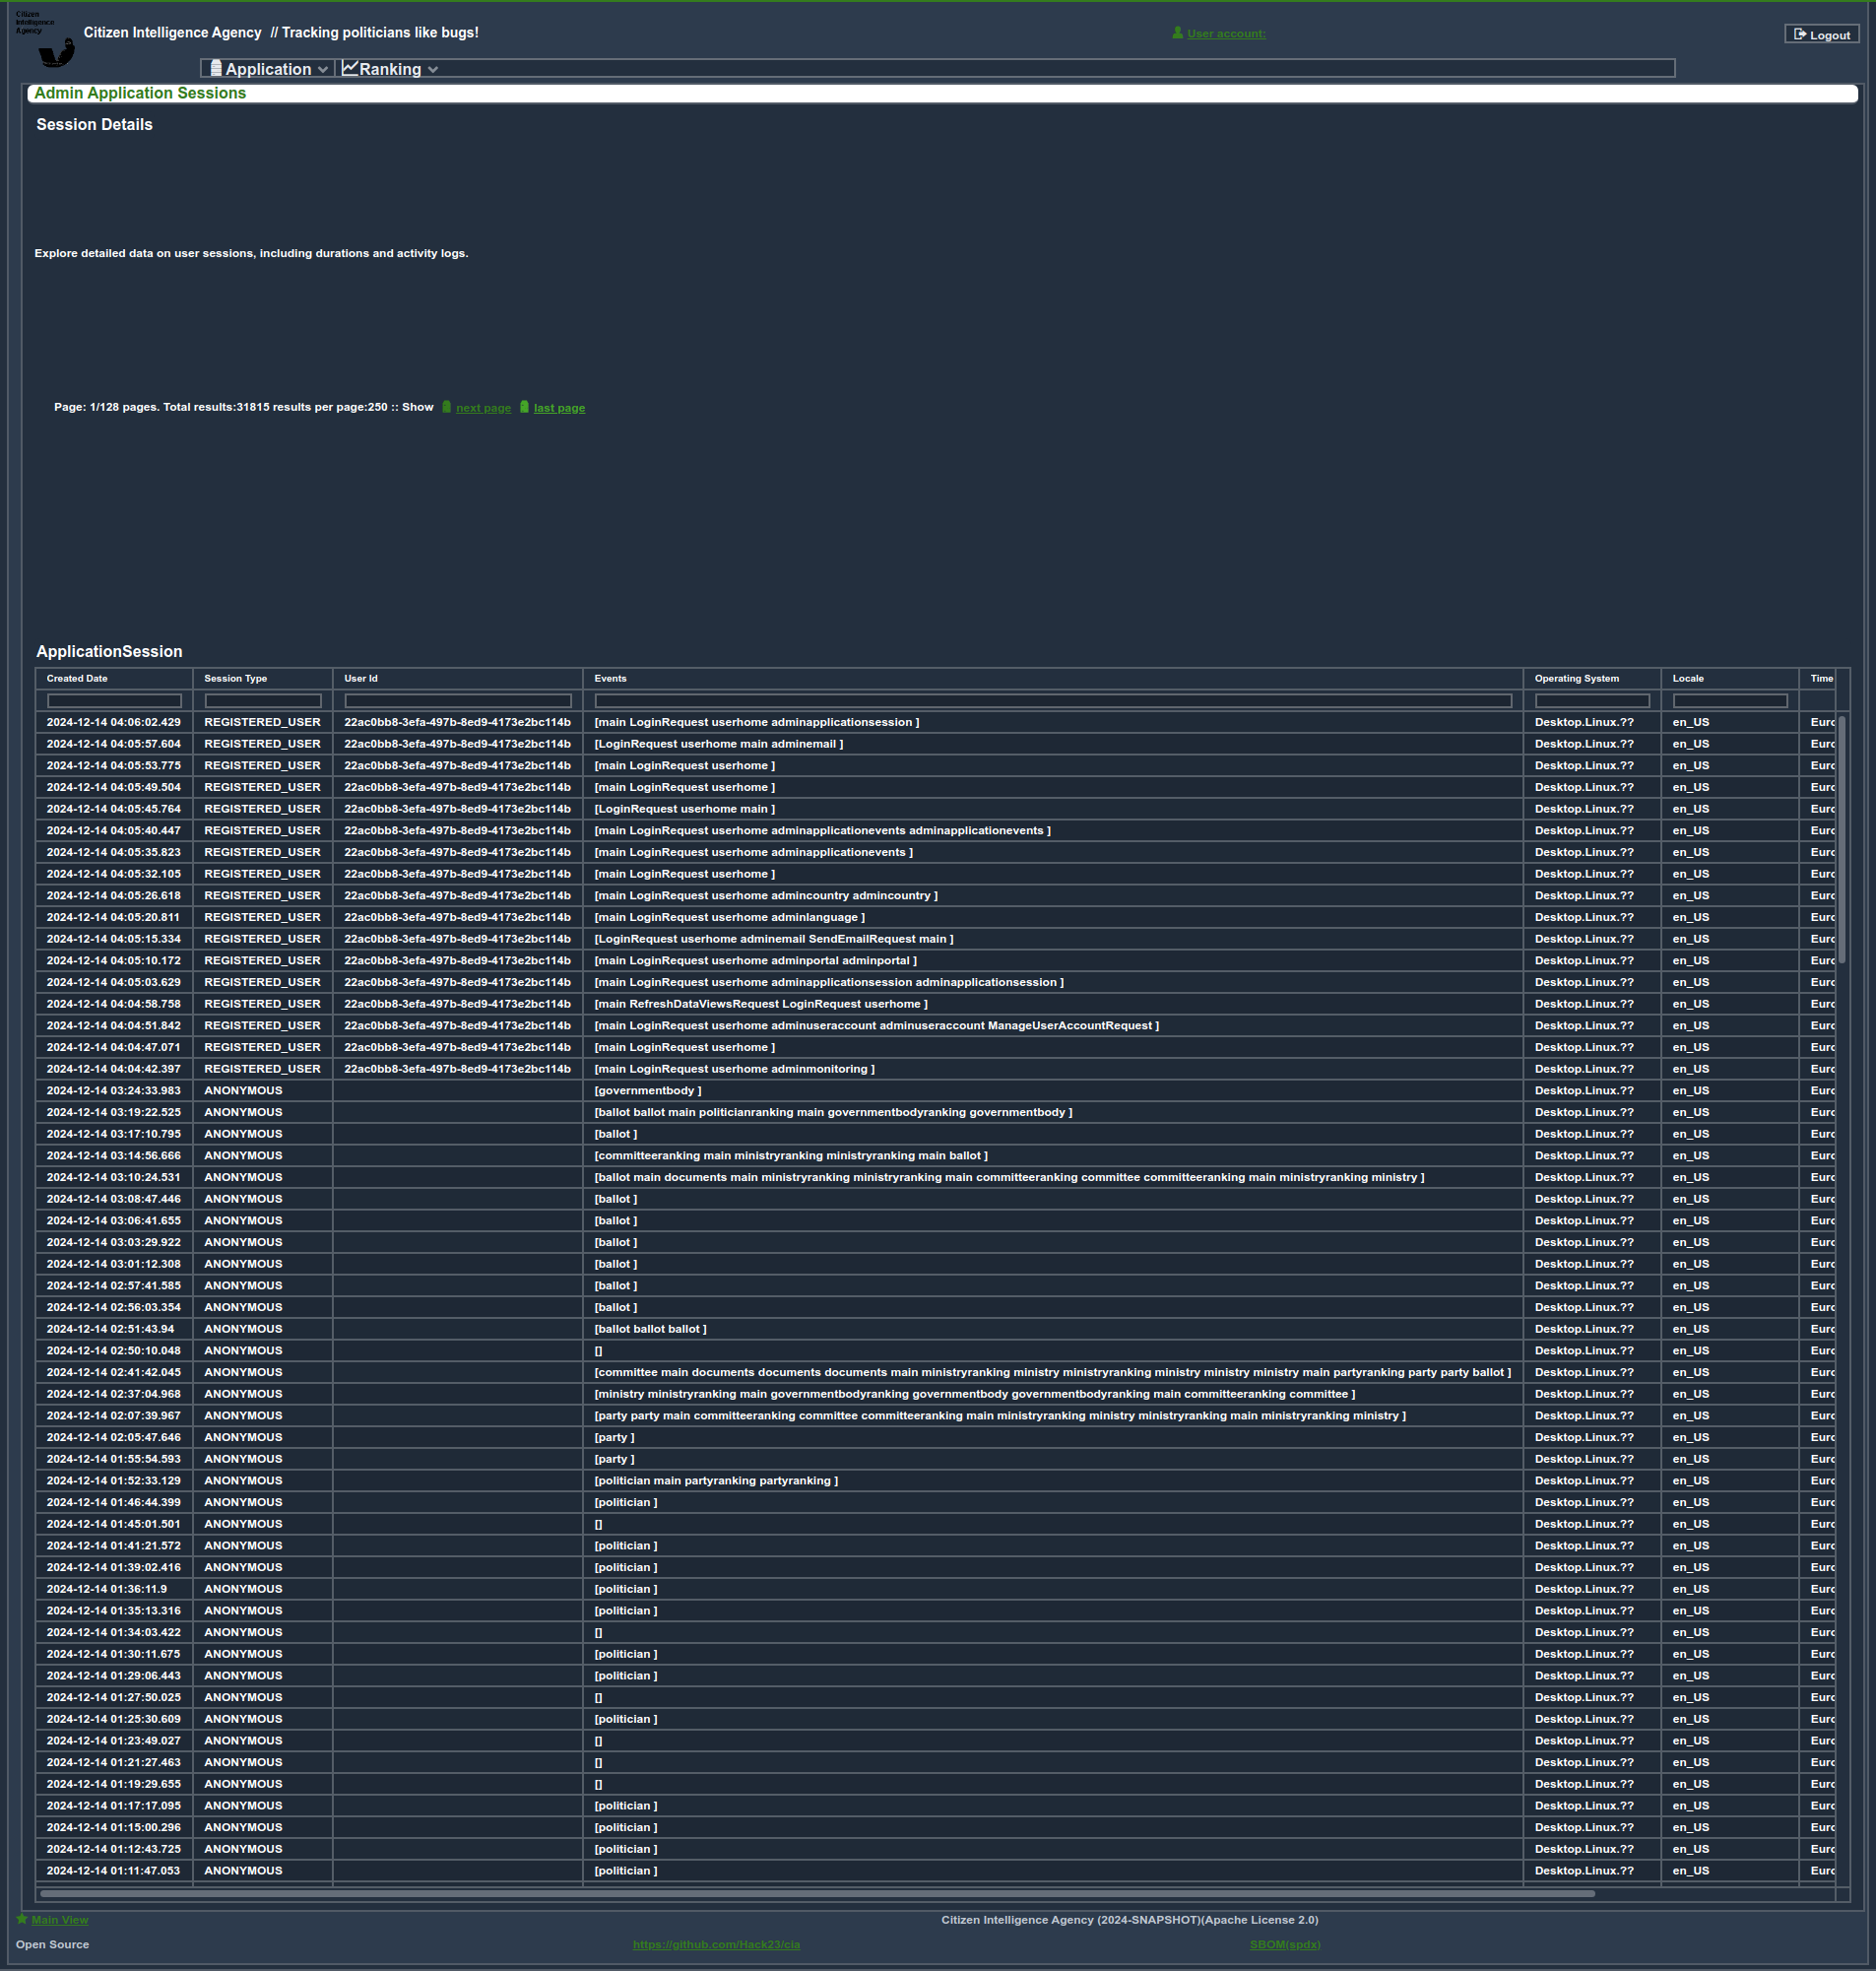 Citizen
Intelligence
Agency
Citizen Intelligence Agency // Tracking politicians like bugs!
User account:
Logout
Application Ranking
Admin Application Sessions
Session Details
Explore detailed data on user sessions, including durations and activity logs.
Page: 1/128 pages. Total results:31815 results per page:250 :: Show next page last page
ApplicationSession
Created Date Session Type User Id Events Operating System Locale Time
2024-12-14 04:06:02.429 REGISTERED_USER 22ac0bb8-3efa-497b-8ed9-4173e2bc114b [main LoginRequest userhome adminapplicationsession ] Desktop.Linux.?? en_US Euro
2024-12-14 04:05:57.604 REGISTERED_USER 22ac0bb8-3efa-497b-8ed9-4173e2bc114b [LoginRequest userhome main adminemail ] Desktop.Linux.?? en_US Euro
2024-12-14 04:05:53.775 REGISTERED_USER 22ac0bb8-3efa-497b-8ed9-4173e2bc114b [main LoginRequest userhome ] Desktop.Linux.?? en_US Euro
2024-12-14 04:05:49.504 REGISTERED_USER 22ac0bb8-3efa-497b-8ed9-4173e2bc114b [main LoginRequest userhome ] Desktop.Linux.?? en_US Euro
2024-12-14 04:05:45.764 REGISTERED_USER 22ac0bb8-3efa-497b-8ed9-4173e2bc114b [LoginRequest userhome main ] Desktop.Linux.?? en_US Euro
2024-12-14 04:05:40.447 REGISTERED_USER 22ac0bb8-3efa-497b-8ed9-4173e2bc114b [main LoginRequest userhome adminapplicationevents adminapplicationevents ] Desktop.Linux.?? en_US Euro
2024-12-14 04:05:35.823 REGISTERED_USER 22ac0bb8-3efa-497b-8ed9-4173e2bc114b [main LoginRequest userhome adminapplicationevents ] Desktop.Linux.?? en_US Euro
2024-12-14 04:05:32.105 REGISTERED_USER 22ac0bb8-3efa-497b-8ed9-4173e2bc114b [main LoginRequest userhome ] Desktop.Linux.?? en_US Euro
2024-12-14 04:05:26.618 REGISTERED_USER 22ac0bb8-3efa-497b-8ed9-4173e2bc114b [main LoginRequest userhome admincountry admincountry ] Desktop.Linux.?? en_US Euro
2024-12-14 04:05:20.811 REGISTERED_USER 22ac0bb8-3efa-497b-8ed9-4173e2bc114b [main LoginRequest userhome adminlanguage ] Desktop.Linux.?? en_US Euro
2024-12-14 04:05:15.334 REGISTERED_USER 22ac0bb8-3efa-497b-8ed9-4173e2bc114b [LoginRequest userhome adminemail SendEmailRequest main ] Desktop.Linux.?? en_US Euro
2024-12-14 04:05:10.172 REGISTERED_USER 22ac0bb8-3efa-497b-8ed9-4173e2bc114b [main LoginRequest userhome adminportal adminportal ] Desktop.Linux.?? en_US Euro
2024-12-14 04:05:03.629 REGISTERED_USER 22ac0bb8-3efa-497b-8ed9-4173e2bc114b [main LoginRequest userhome adminapplicationsession adminapplicationsession ] Desktop.Linux.?? en_US Euro
2024-12-14 04:04:58.758 REGISTERED_USER 22ac0bb8-3efa-497b-8ed9-4173e2bc114b [main RefreshDataViewsRequest LoginRequest userhome ] Desktop.Linux.?? en_US Euro
2024-12-14 04:04:51.842 REGISTERED_USER 22ac0bb8-3efa-497b-8ed9-4173e2bc114b [main LoginRequest userhome adminuseraccount adminuseraccount ManageUserAccountRequest ] Desktop.Linux.?? en_US Euro
2024-12-14 04:04:47.071 REGISTERED_USER 22ac0bb8-3efa-497b-8ed9-4173e2bc114b [main LoginRequest userhome ] Desktop.Linux.?? en_US Euro
2024-12-14 04:04:42.397 REGISTERED_USER 22ac0bb8-3efa-497b-8ed9-4173e2bc114b [main LoginRequest userhome adminmonitoring ] Desktop.Linux.?? en_US Euro
2024-12-14 03:24:33.983 ANONYMOUS [governmentbody ] Desktop.Linux.?? en_US Euro
2024-12-14 03:19:22.525 ANONYMOUS [ballot ballot main politicianranking main governmentbodyranking governmentbody ] Desktop.Linux.?? en_US Euro
2024-12-14 03:17:10.795 ANONYMOUS [ballot ] Desktop.Linux.?? en_US Euro
2024-12-14 03:14:56.666 ANONYMOUS [committeeranking main ministryranking ministryranking main ballot ] Desktop.Linux.?? en_US Euro
2024-12-14 03:10:24.531 ANONYMOUS [ballot main documents main ministryranking ministryranking main committeeranking committee committeeranking main ministryranking ministry ] Desktop.Linux.?? en_US Euro
2024-12-14 03:08:47.446 ANONYMOUS [ballot ] Desktop.Linux.?? en_US Euro
2024-12-14 03:06:41.655 ANONYMOUS [ballot ] Desktop.Linux.?? en_US Euro
2024-12-14 03:03:29.922 ANONYMOUS [ballot ] Desktop.Linux.?? en_US Euro
2024-12-14 03:01:12.308 ANONYMOUS [ballot ] Desktop.Linux.?? en_US Euro
2024-12-14 02:57:41.585 ANONYMOUS [ballot ] Desktop.Linux.?? en_US Euro
2024-12-14 02:56:03.354 ANONYMOUS [ballot ] Desktop.Linux.?? en_US Euro
2024-12-14 02:51:43.94 ANONYMOUS [ballot ballot ballot ] Desktop.Linux.?? en_US Euro
2024-12-14 02:50:10.048 ANONYMOUS [] Desktop.Linux.?? en_US Euro
2024-12-14 02:41:42.045 ANONYMOUS [committee main documents documents documents main ministryranking ministry ministryranking ministry ministry ministry main partyranking party party ballot ] Desktop.Linux.?? en_US Euro
2024-12-14 02:37:04.968 ANONYMOUS [ministry ministryranking main governmentbodyranking governmentbody governmentbodyranking main committeeranking committee ] Desktop.Linux.?? en_US Euro
2024-12-14 02:07:39.967 ANONYMOUS [party party main committeeranking committee committeeranking main ministryranking ministry ministryranking main ministryranking ministry ] Desktop.Linux.?? en_US Euro
2024-12-14 02:05:47.646 ANONYMOUS [party ] Desktop.Linux.?? en_US Euro
2024-12-14 01:55:54.593 ANONYMOUS [party ] Desktop.Linux.?? en_US Euro
2024-12-14 01:52:33.129 ANONYMOUS [politician main partyranking partyranking ] Desktop.Linux.?? en_US Euro
2024-12-14 01:46:44.399 ANONYMOUS [politician ] Desktop.Linux.?? en_US Euro
2024-12-14 01:45:01.501 ANONYMOUS [] Desktop.Linux.?? en_US Euro
2024-12-14 01:41:21.572 ANONYMOUS [politician ] Desktop.Linux.?? en_US Euro
2024-12-14 01:39:02.416 ANONYMOUS [politician ] Desktop.Linux.?? en_US Euro
2024-12-14 01:36:11.9 ANONYMOUS [politician ] Desktop.Linux.?? en_US Euro
2024-12-14 01:35:13.316 ANONYMOUS [politician ] Desktop.Linux.?? en_US Euro
2024-12-14 01:34:03.422 ANONYMOUS [] Desktop.Linux.?? en_US Euro
2024-12-14 01:30:11.675 ANONYMOUS [politician ] Desktop.Linux.?? en_US Euro
2024-12-14 01:29:06.443 ANONYMOUS [politician ] Desktop.Linux.?? en_US Euro
2024-12-14 01:27:50.025 ANONYMOUS [] Desktop.Linux.?? en_US Euro
2024-12-14 01:25:30.609 ANONYMOUS [politician ] Desktop.Linux.?? en_US Euro
2024-12-14 01:23:49.027 ANONYMOUS [] Desktop.Linux.?? en_US Euro
2024-12-14 01:21:27.463 ANONYMOUS [] Desktop.Linux.?? en_US Euro
2024-12-14 01:19:29.655 ANONYMOUS [] Desktop.Linux.?? en_US Euro
2024-12-14 01:17:17.095 ANONYMOUS [politician ] Desktop.Linux.?? en_US Euro
2024-12-14 01:15:00.296 ANONYMOUS [politician ] Desktop.Linux.?? en_US Euro
2024-12-14 01:12:43.725 ANONYMOUS [politician ] Desktop.Linux.?? en_US Euro
2024-12-14 01:11:47.053 ANONYMOUS [politician ] Desktop.Linux.?? en_US Euro
Main View Citizen Intelligence Agency (2024-SNAPSHOT)(Apache License 2.0)
Open Source https://github.com/Hack23/cia SBOM(spdx)